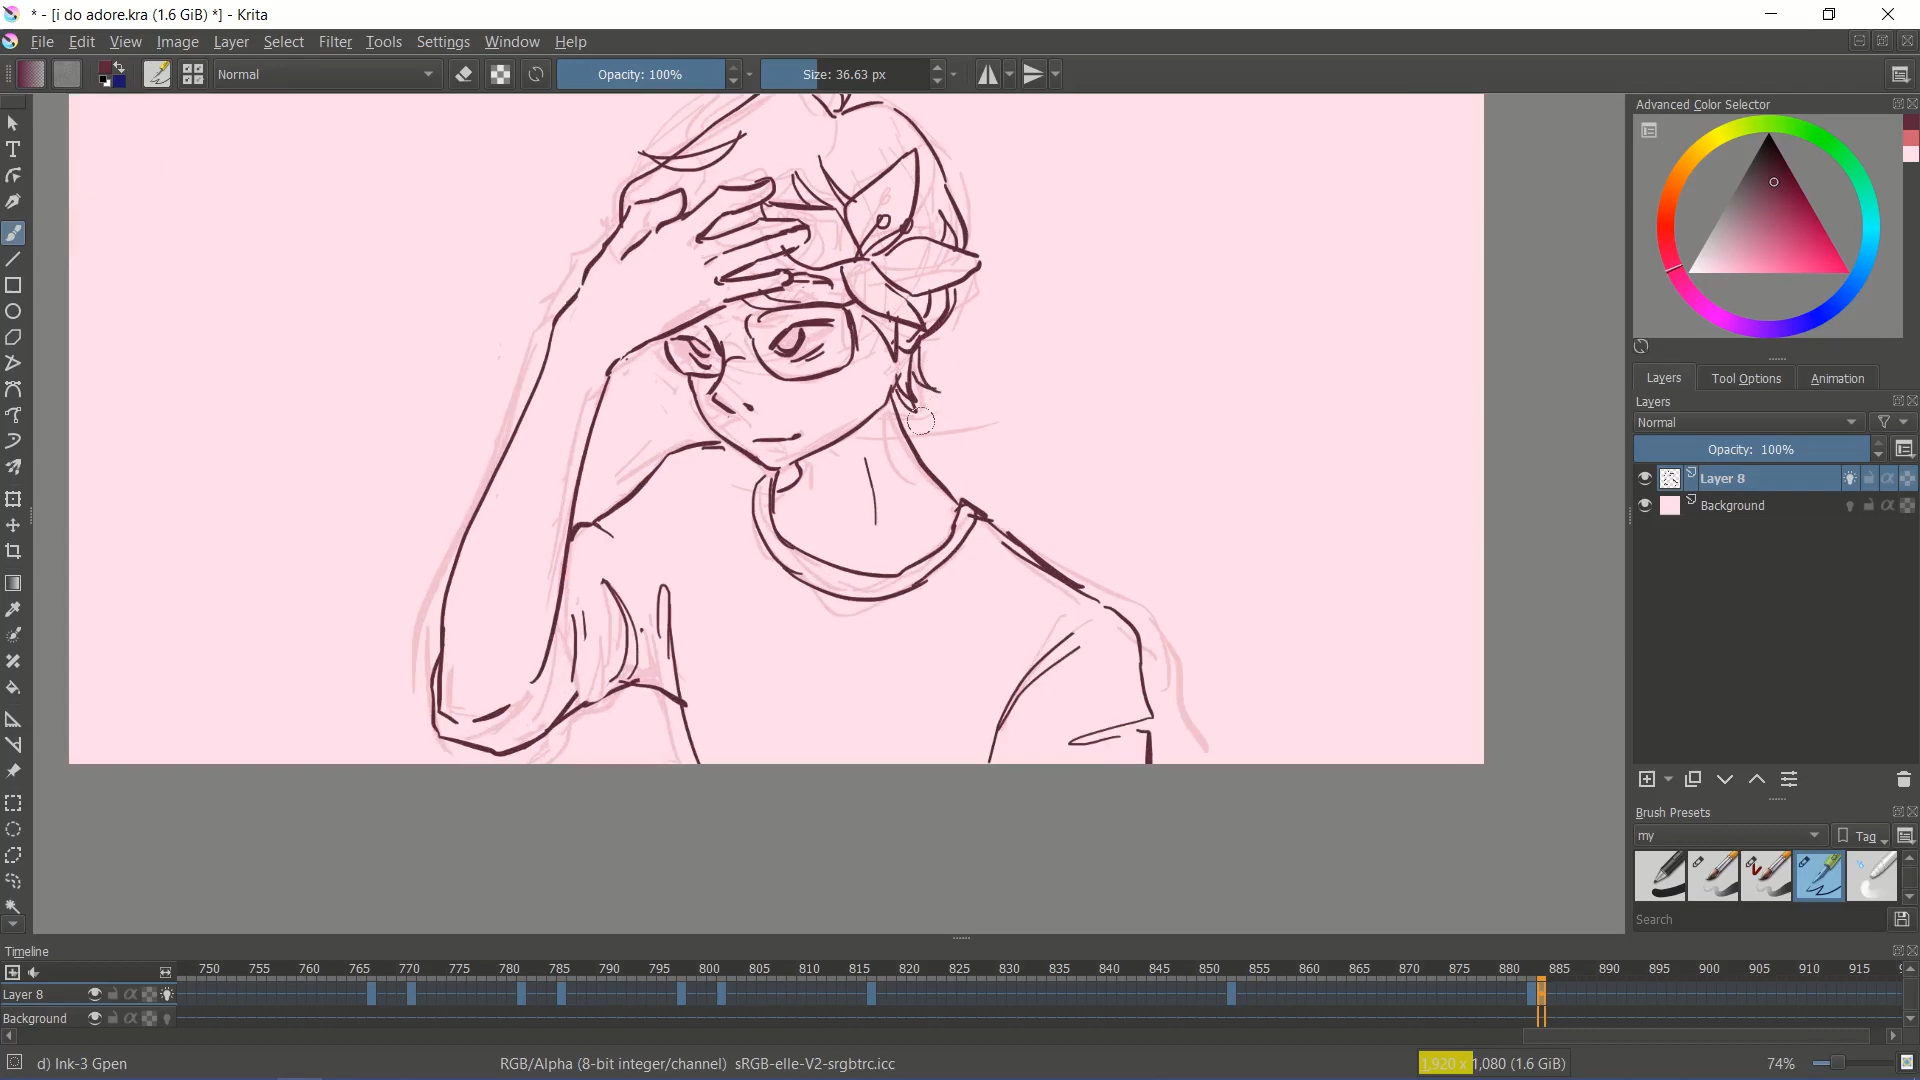 * - [i do adore.kra (1.6 GiB) *] - Krita
File Edit View Image Layer Select Filter Tools Settings Window Help
Normal Opacity: 100% Size: 36.63 px
Advanced Color Selector
Layers Tool Options Animation
Layers
Normal
Opacity: 100%
Layer 8
Background
Brush Presets
my Tag
Search
Timeline
750 755 760 765 770 775 780 785 790 795 800 805 810 815 820 825 830 835 840 845 850 855 860 865 870 875 880 885 890 895 900 905 910 915
Layer 8
Background
d) Ink-3 Gpen RGB/Alpha (8-bit integer/channel) sRGB-elle-V2-srgbtrc.icc 1,920 x 1,080 (1.6 GiB) 74%